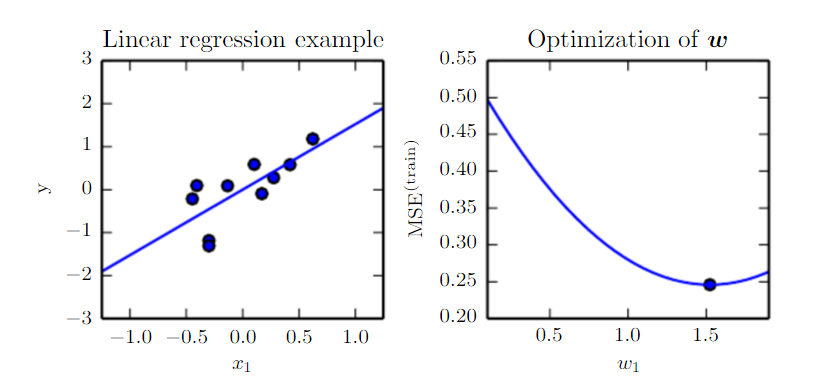 Linear regression example
3
2
1
0
−1
−2
−3
y
−1.0 −0.5 0.0 0.5 1.0
x₁
Optimization of w
0.55
0.50
0.45
0.40
0.35
0.30
0.25
0.20
MSE(train)
0.5 1.0 1.5
w₁